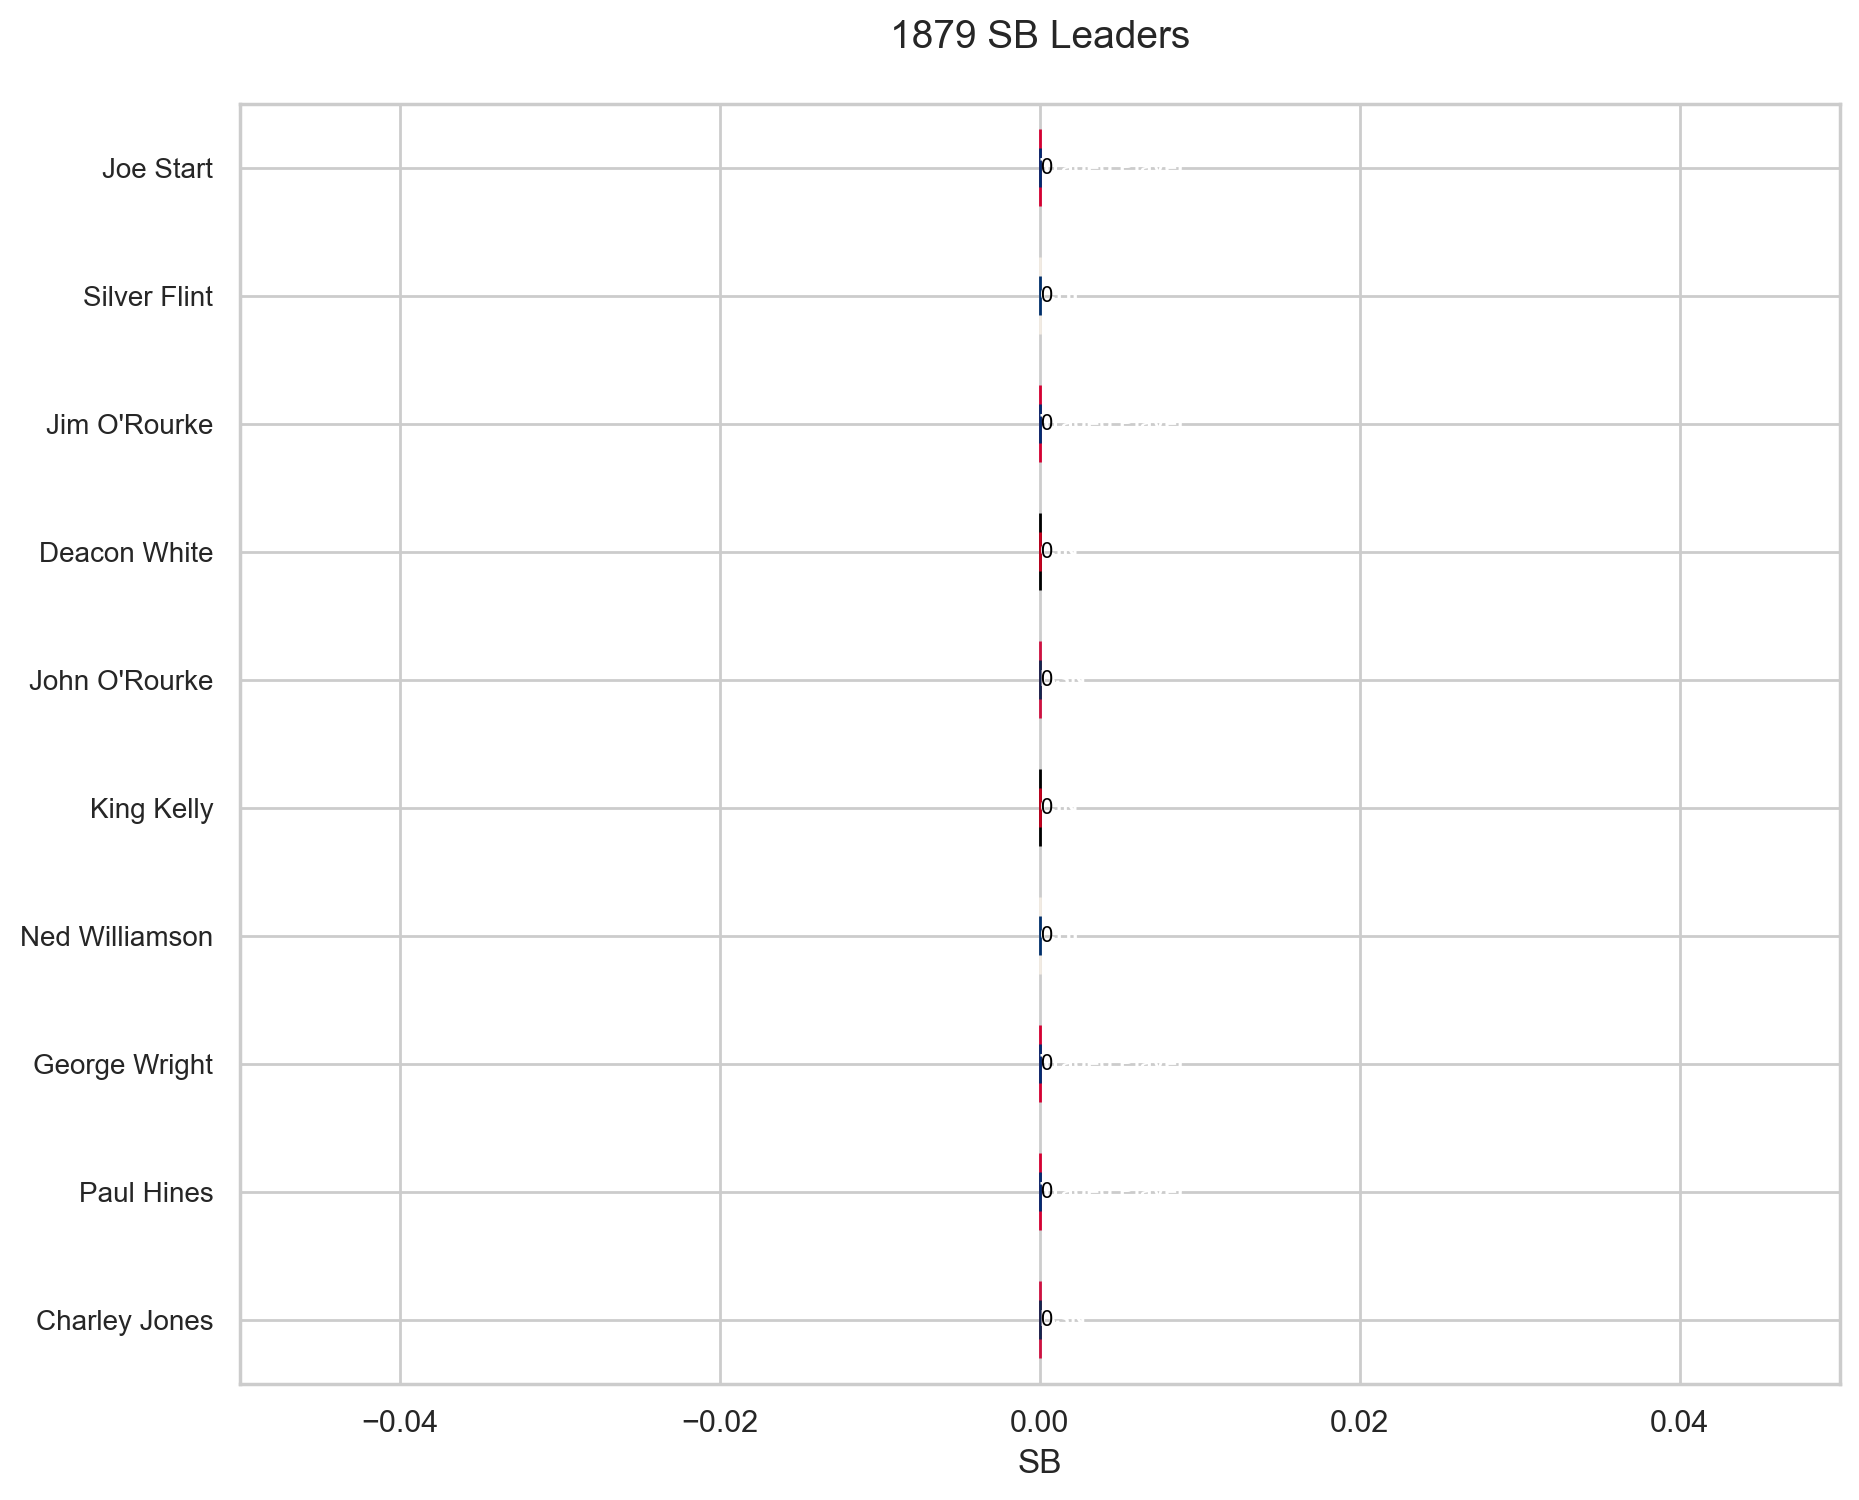 1879 SB Leaders
Joe Start 0
Silver Flint 0
Jim O'Rourke 0
Deacon White 0
John O'Rourke 0
King Kelly 0
Ned Williamson 0
George Wright 0
Paul Hines 0
Charley Jones 0
−0.04 −0.02 0.00 0.02 0.04
SB